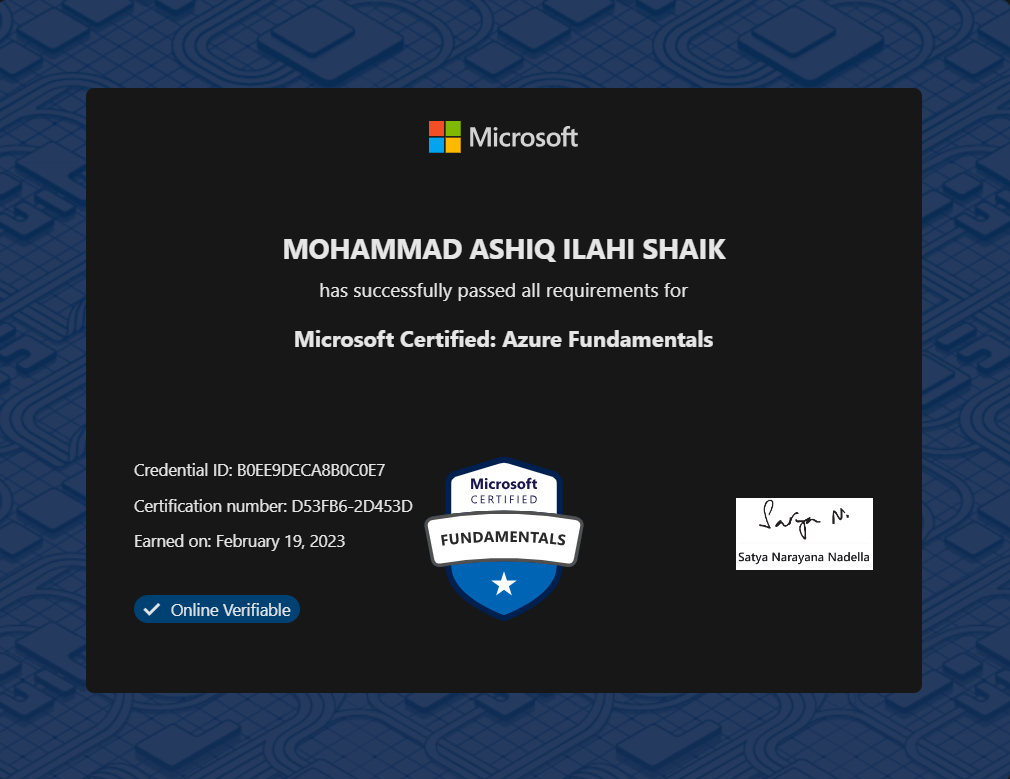 Microsoft
MOHAMMAD ASHIQ ILAHI SHAIK
has successfully passed all requirements for
Microsoft Certified: Azure Fundamentals
Credential ID: B0EE9DECA8B0C0E7
Certification number: D53FB6-2D453D
Earned on: February 19, 2023
Online Verifiable
Microsoft
CERTIFIED
FUNDAMENTALS
Satya N.
Satya Narayana Nadella